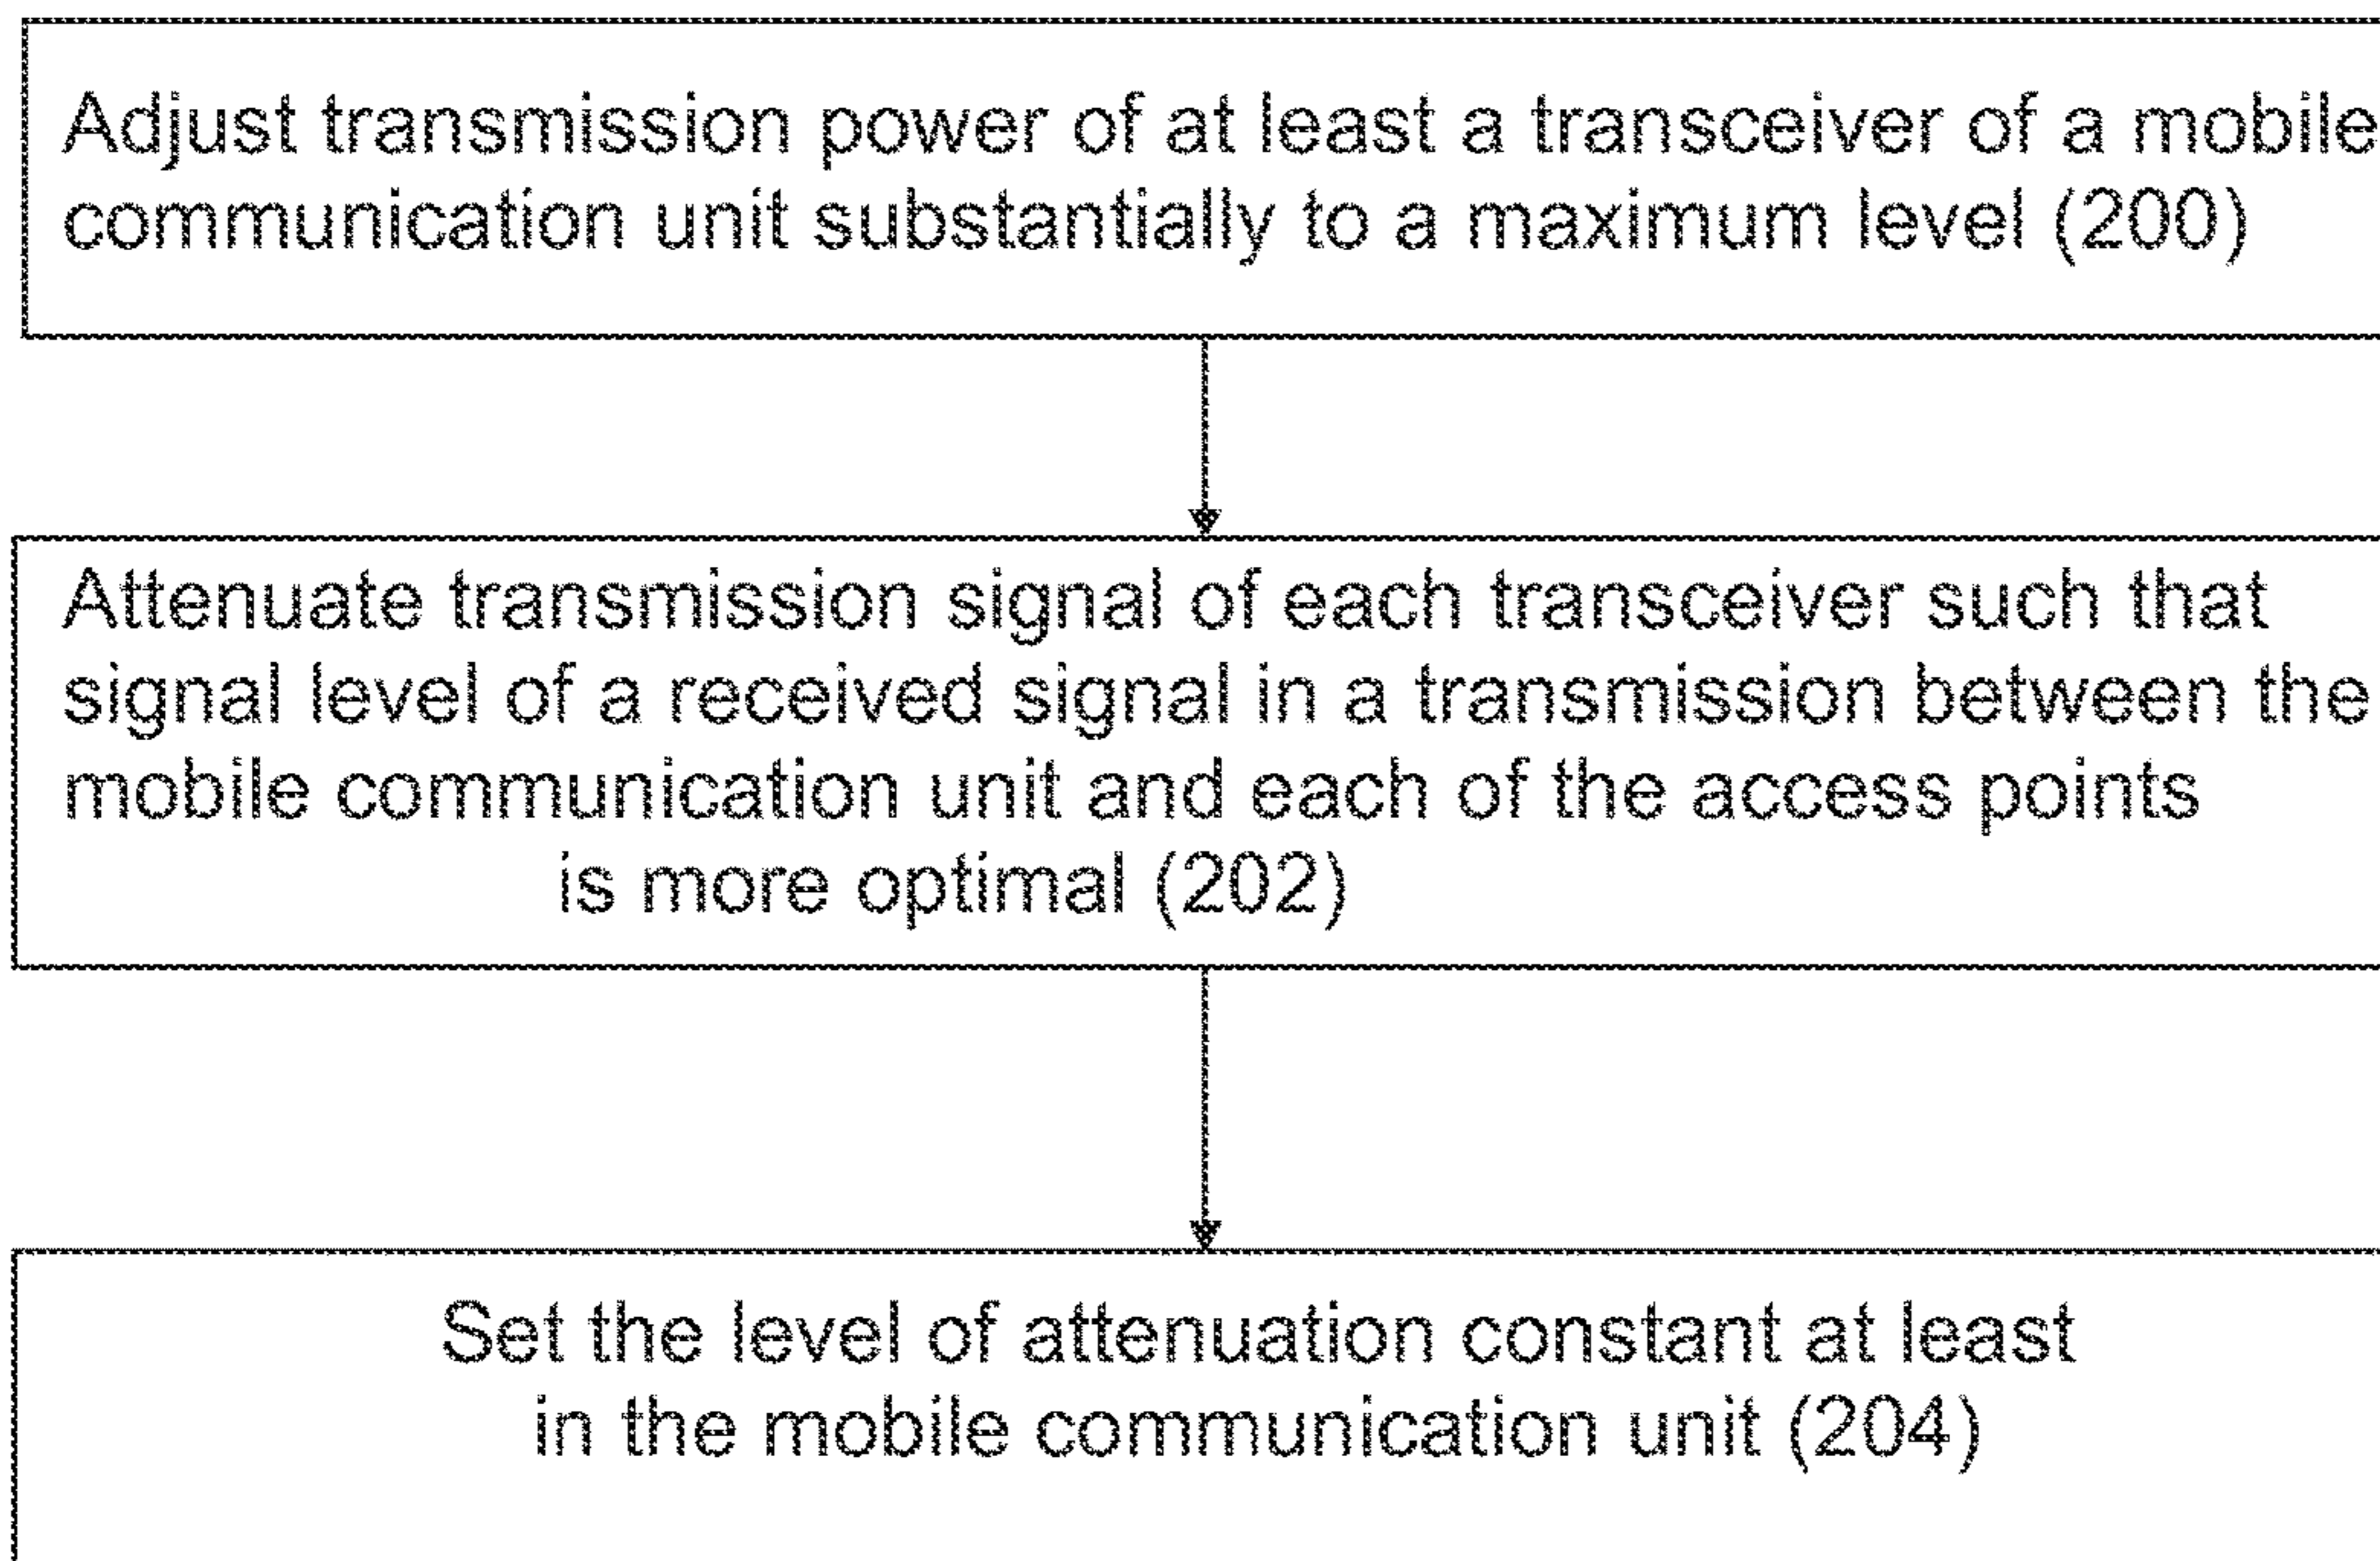 Adjust transmission power of at least a transceiver of a mobile
communication unit substantially to a maximum level (200)
Attenuate transmission signal of each transceiver such that
signal level of a received signal in a transmission between the
mobile communication unit and each of the access points
is more optimal (202)
Set the level of attenuation constant at least
in the mobile communication unit (204)